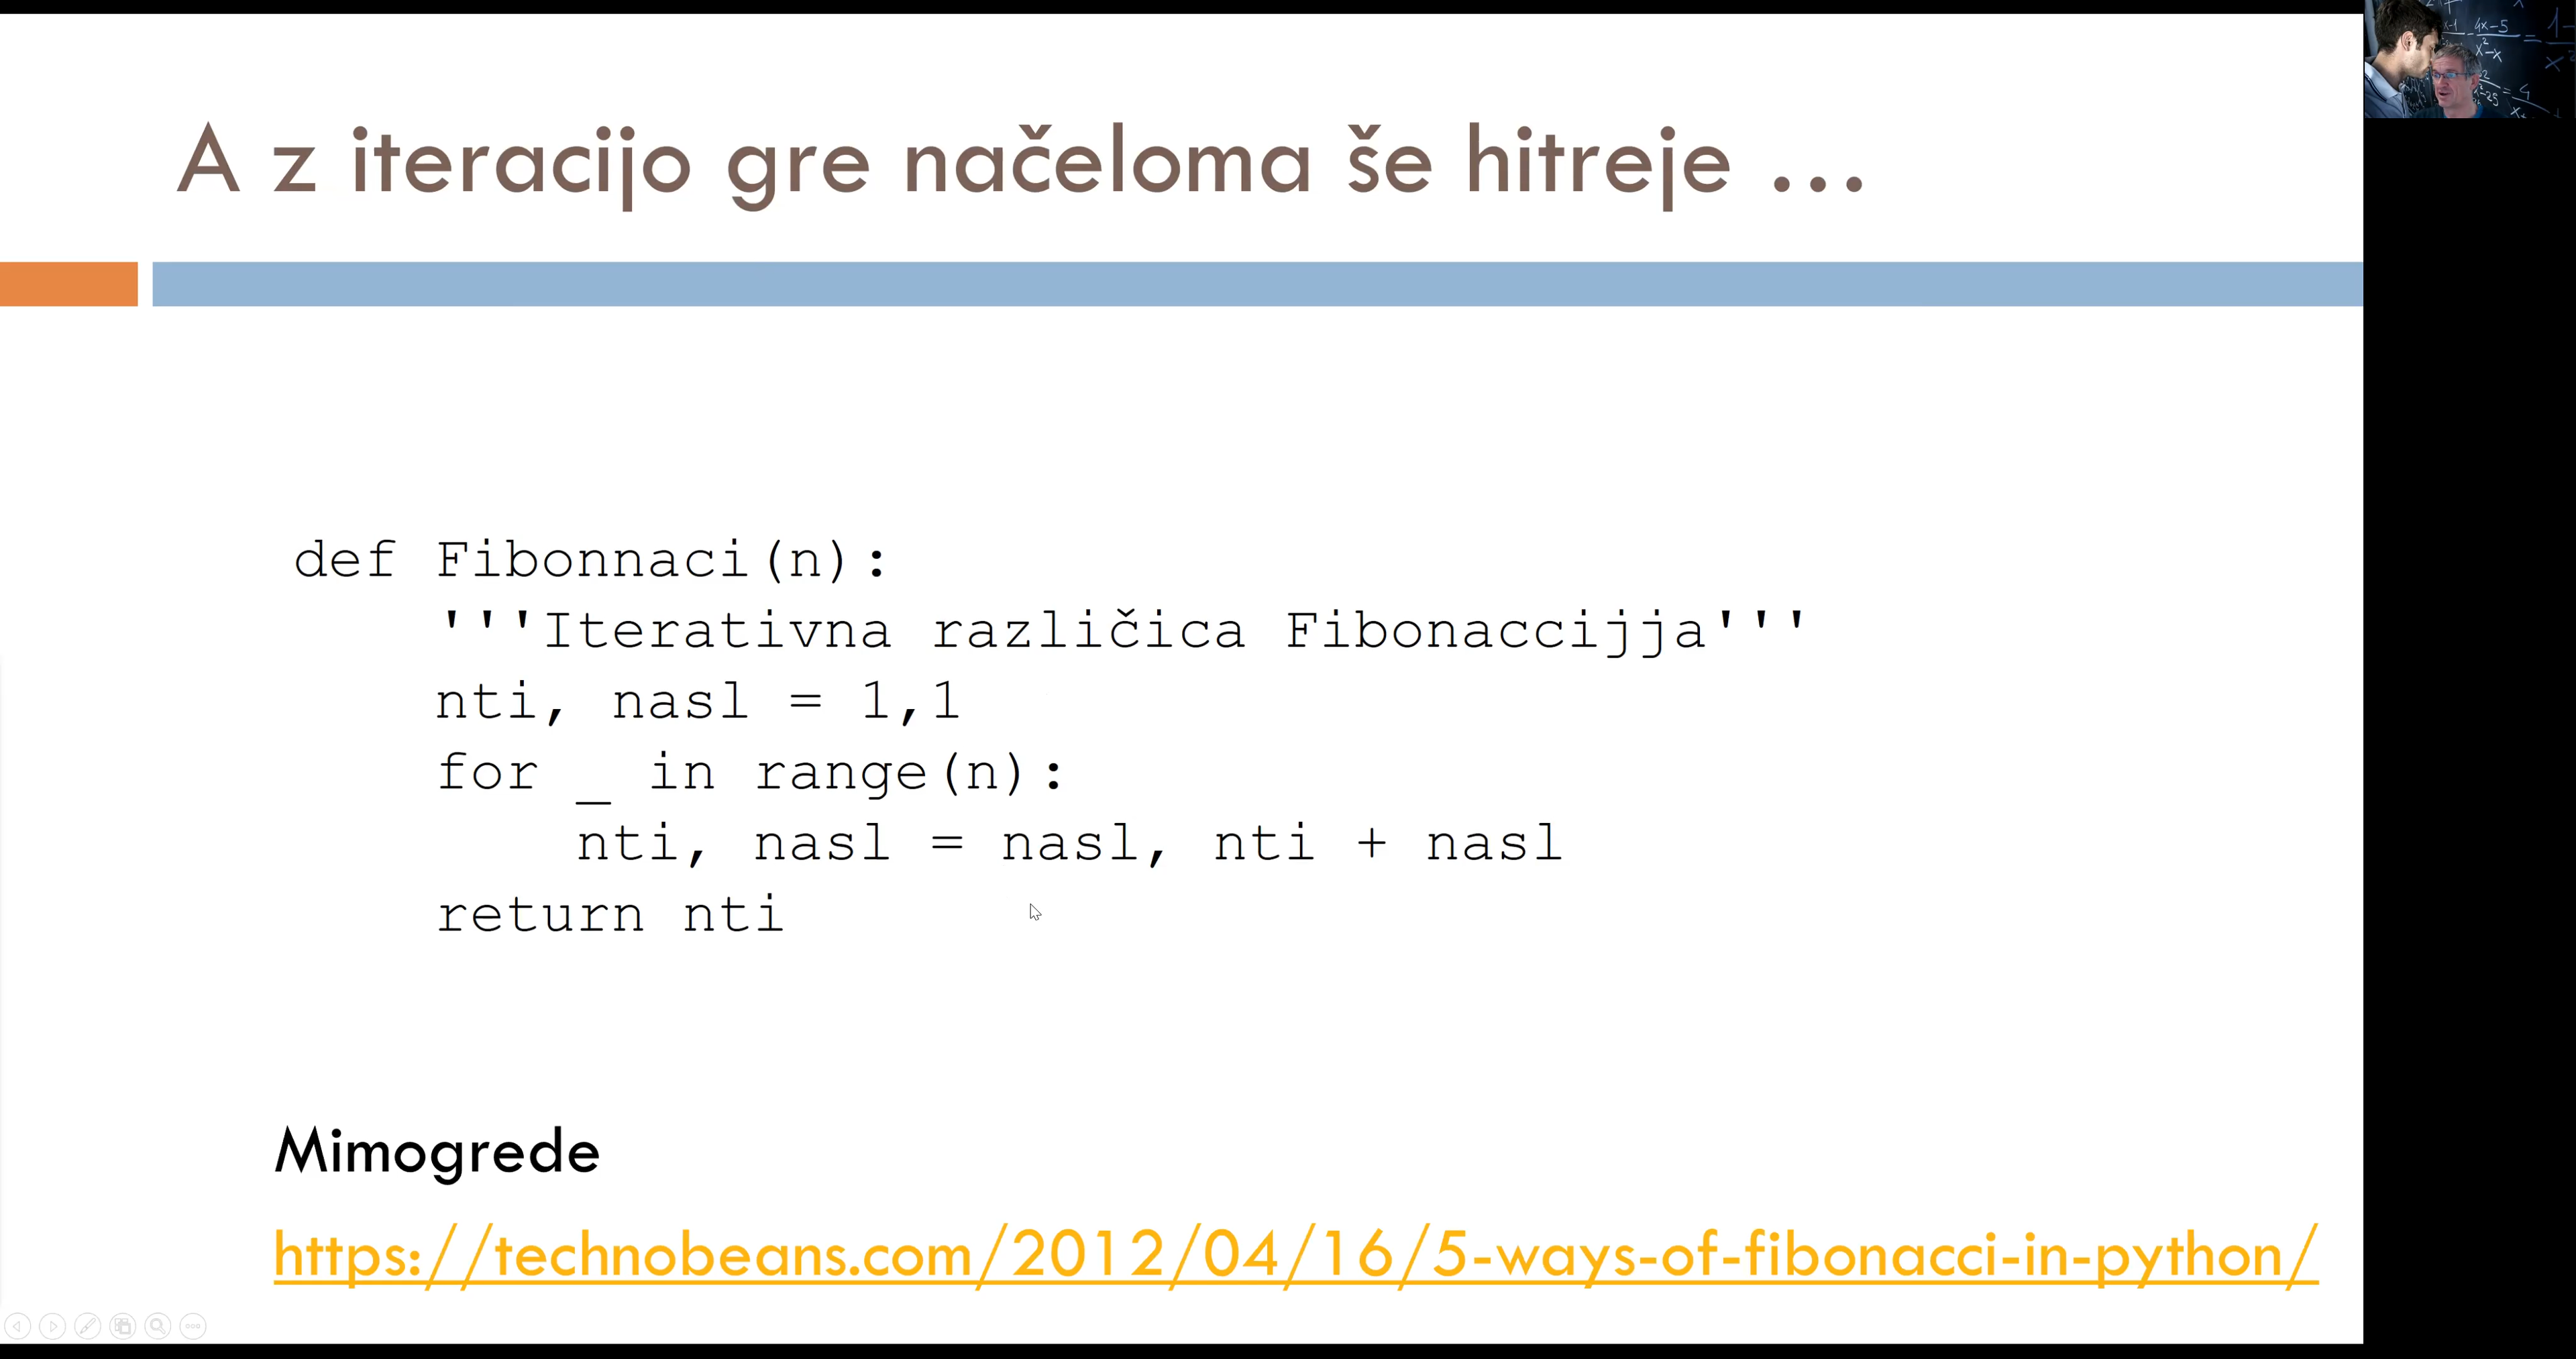 A z iteracijo gre načeloma še hitreje ...
def Fibonnaci(n):
'''Iterativna različica Fibonaccijja'''
nti, nasl = 1,1
for _ in range(n):
nti, nasl = nasl, nti + nasl
return nti
Mimogrede
https://technobeans.com/2012/04/16/5-ways-of-fibonacci-in-python/